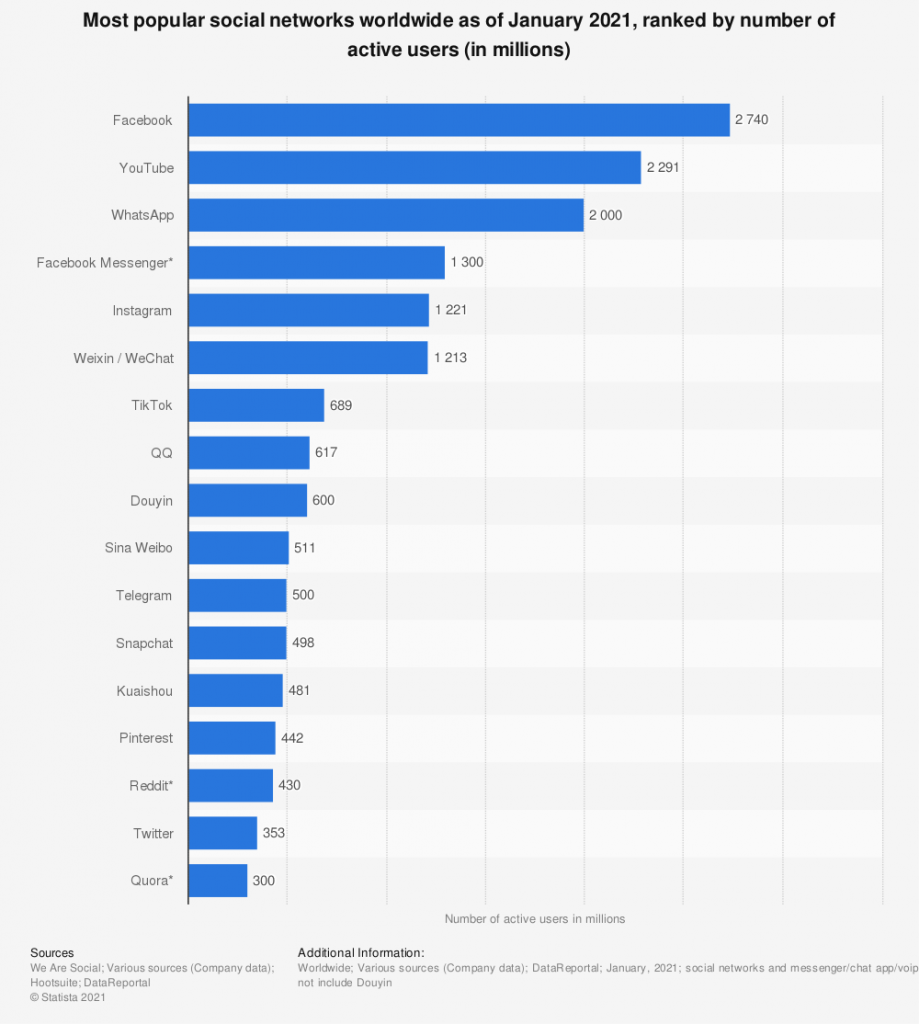 Most popular social networks worldwide as of January 2021, ranked by number of
active users (in millions)
Facebook 2 740
YouTube 2 291
WhatsApp 2 000
Facebook Messenger* 1 300
Instagram 1 221
Weixin / WeChat 1 213
TikTok 689
QQ 617
Douyin 600
Sina Weibo 511
Telegram 500
Snapchat 498
Kuaishou 481
Pinterest 442
Reddit* 430
Twitter 353
Quora* 300
Number of active users in millions
Sources
We Are Social; Various sources (Company data);
Hootsuite; DataReportal
© Statista 2021
Additional Information:
Worldwide; Various sources (Company data); DataReportal; January, 2021; social networks and messenger/chat app/voip
not include Douyin